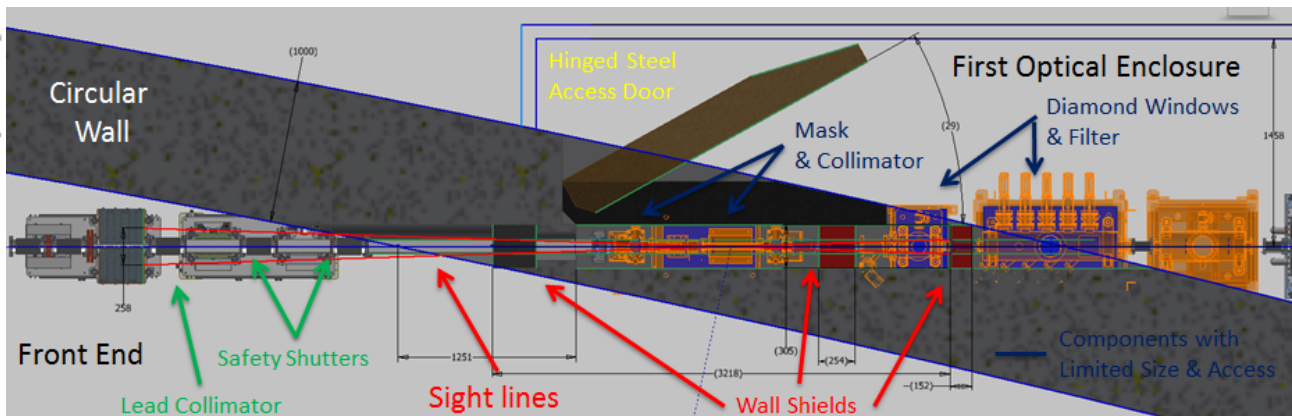 (1000)
Circular
Wall
Hinged Steel
Access Door
First Optical Enclosure
Mask
& Collimator
Diamond Windows
& Filter
(29)
1458
258
Front End
Safety Shutters
Lead Collimator
1251
Sight lines
(3218)
(305)
(254)
(152)
Wall Shields
Components with
Limited Size & Access